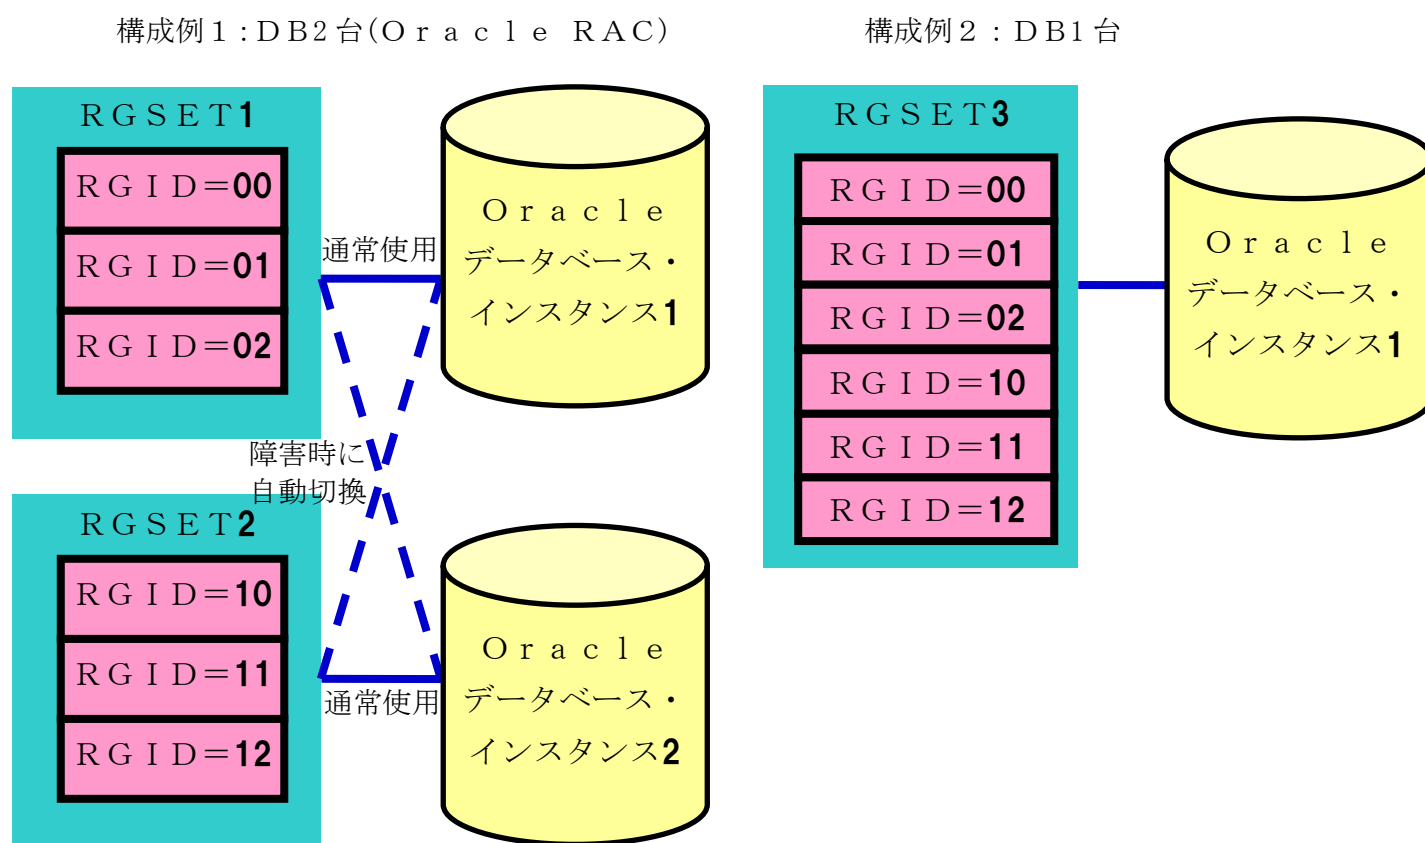 構成例１：ＤＢ2台(Ｏｒａｃｌｅ RAC)
ＲＧＳＥＴ1
ＲＧＩＤ＝00
ＲＧＩＤ＝01
ＲＧＩＤ＝02
通常使用
Ｏｒａｃｌｅ
データベース・
インスタンス1
障害時に
自動切換
ＲＧＳＥＴ2
ＲＧＩＤ＝10
ＲＧＩＤ＝11
ＲＧＩＤ＝12
通常使用
Ｏｒａｃｌｅ
データベース・
インスタンス2
構成例２：ＤＢ1台
ＲＧＳＥＴ3
ＲＧＩＤ＝00
ＲＧＩＤ＝01
ＲＧＩＤ＝02
ＲＧＩＤ＝10
ＲＧＩＤ＝11
ＲＧＩＤ＝12
Ｏｒａｃｌｅ
データベース・
インスタンス1